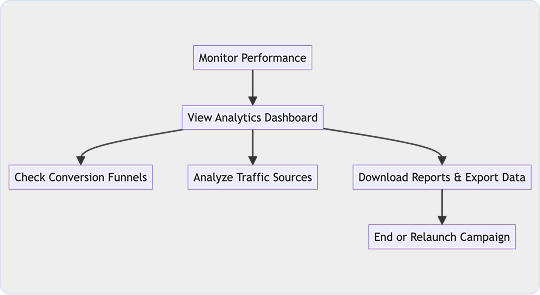 Monitor Performance
View Analytics Dashboard
Check Conversion Funnels
Analyze Traffic Sources
Download Reports & Export Data
End or Relaunch Campaign